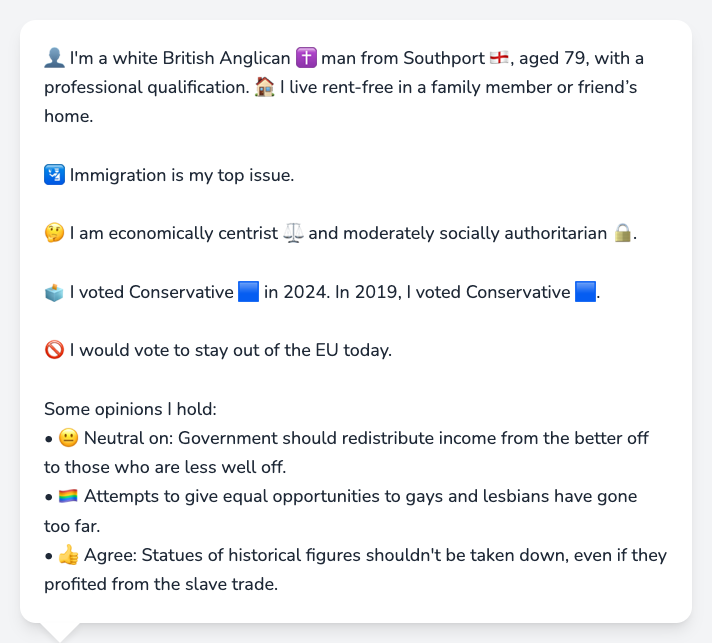 👤 I'm a white British Anglican ✝️ man from Southport 🏴󠁧󠁢󠁥󠁮󠁧󠁿, aged 79, with a
professional qualification. 🏠 I live rent-free in a family member or friend’s
home.
🛂 Immigration is my top issue.
🤔 I am economically centrist ⚖️ and moderately socially authoritarian 🔒.
🗳️ I voted Conservative 🟦 in 2024. In 2019, I voted Conservative 🟦.
🚫 I would vote to stay out of the EU today.
Some opinions I hold:
• 😐 Neutral on: Government should redistribute income from the better off
to those who are less well off.
• 🏳️‍🌈 Attempts to give equal opportunities to gays and lesbians have gone
too far.
• 👍 Agree: Statues of historical figures shouldn't be taken down, even if they
profited from the slave trade.